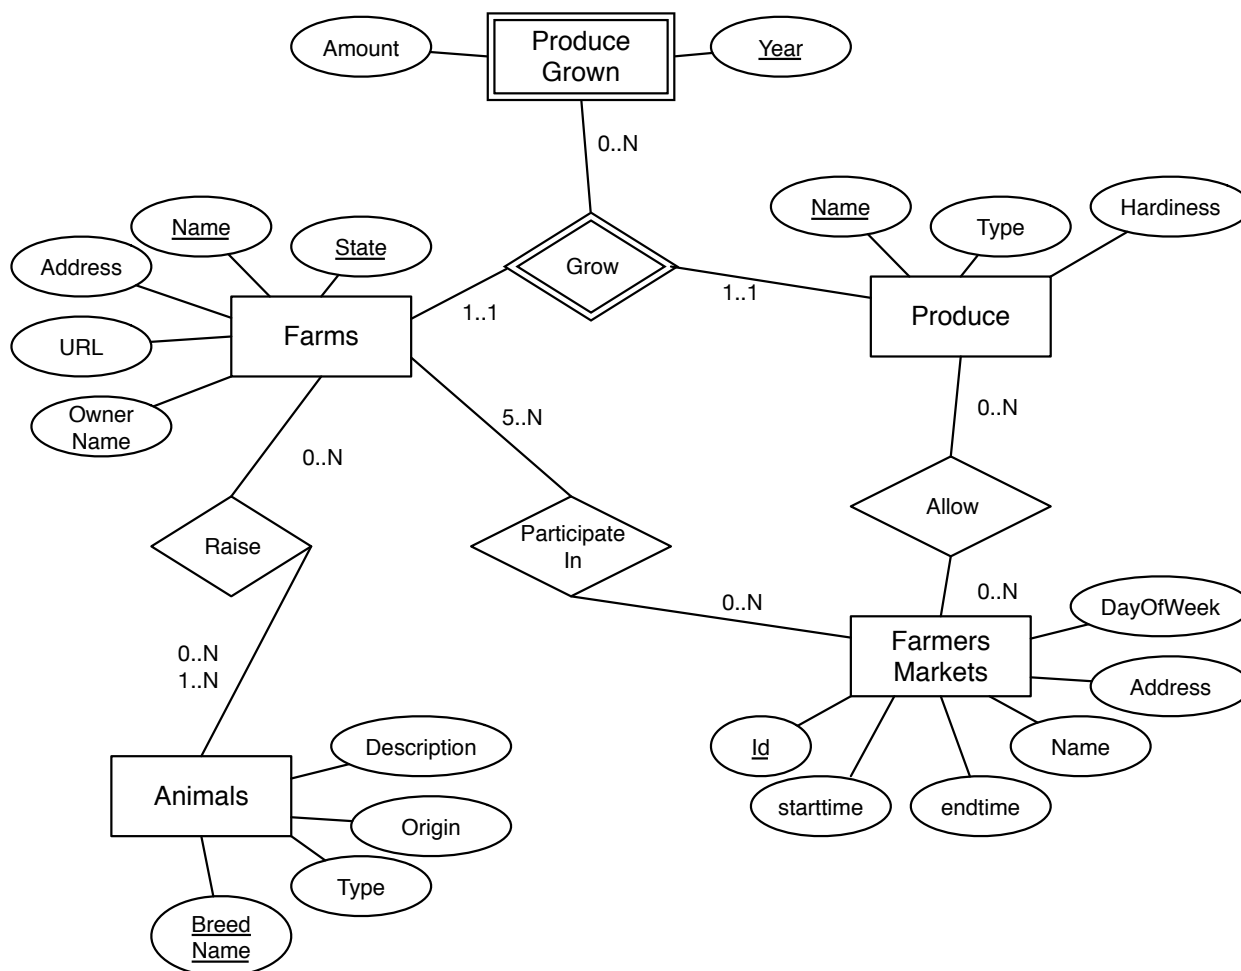 Produce
Grown
Amount
Year
0..N
Name
State
Address
URL
Owner
Name
Farms
Grow
1..1
1..1
Name
Type
Hardiness
Produce
0..N
5..N
0..N
Raise
Participate
In
Allow
0..N
1..N
0..N
0..N
Farmers
Markets
DayOfWeek
Address
Name
Id
starttime
endtime
Animals
Description
Origin
Type
Breed
Name